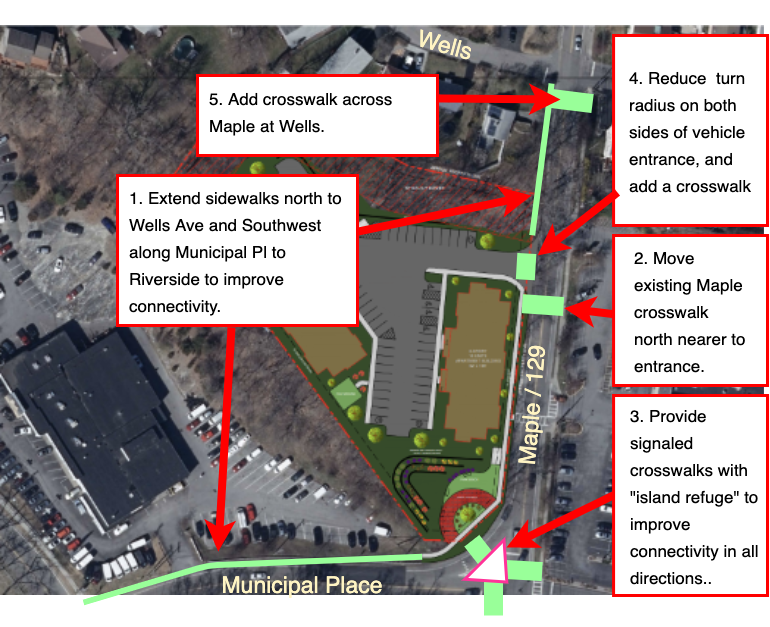 Wells
5. Add crosswalk across
Maple at Wells.
4. Reduce turn
radius on both
sides of vehicle
entrance, and
add a crosswalk
1. Extend sidewalks north to
Wells Ave and Southwest
along Municipal Pl to
Riverside to improve
connectivity.
2. Move
existing Maple
crosswalk
north nearer to
entrance.
Maple / 129
3. Provide
signaled
crosswalks with
"island refuge" to
improve
connectivity in all
directions..
Municipal Place